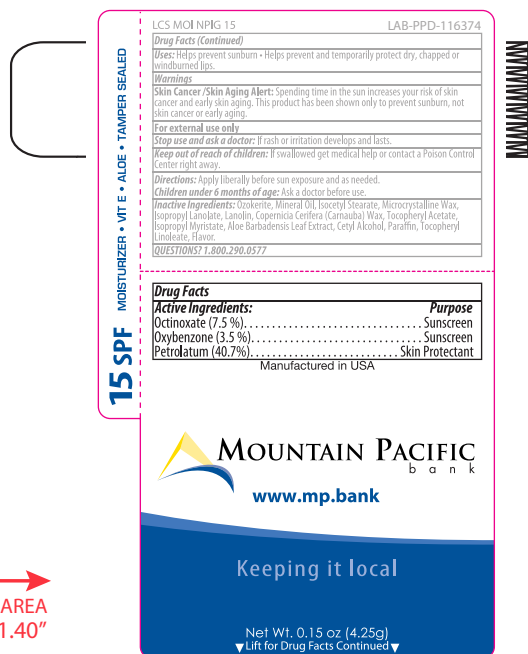 LCS MOI NPIG 15 LAB-PPD-116374
Drug Facts (Continued)
Uses: Helps prevent sunburn • Helps prevent and temporarily protect dry, chapped or
windburned lips.
Warnings
Skin Cancer /Skin Aging Alert: Spending time in the sun increases your risk of skin
cancer and early skin aging. This product has been shown only to prevent sunburn, not
skin cancer or early aging.
For external use only
Stop use and ask a doctor: If rash or irritation develops and lasts.
Keep out of reach of children: If swallowed get medical help or contact a Poison Control
Center right away.
Directions: Apply liberally before sun exposure and as needed.
Children under 6 months of age: Ask a doctor before use.
Inactive Ingredients: Ozokerite, Mineral Oil, Isocetyl Stearate, Microcrystalline Wax,
Isopropyl Lanolate, Lanolin, Copernicia Cerifera (Carnauba) Wax, Tocopheryl Acetate,
Isopropyl Myristate, Aloe Barbadensis Leaf Extract, Cetyl Alcohol, Paraffin, Tocopheryl
Linoleate, Flavor.
QUESTIONS? 1.800.290.0577
15 SPF MOISTURIZER • VIT E • ALOE • TAMPER SEALED
Drug Facts
Active Ingredients: Purpose
Octinoxate (7.5 %)................................Sunscreen
Oxybenzone (3.5 %)...............................Sunscreen
Petrolatum (40.7%)...........................Skin Protectant
Manufactured in USA
MOUNTAIN PACIFIC
bank
www.mp.bank
Keeping it local
AREA
1.40"
Net Wt. 0.15 oz (4.25g)
▼Lift for Drug Facts Continued▼